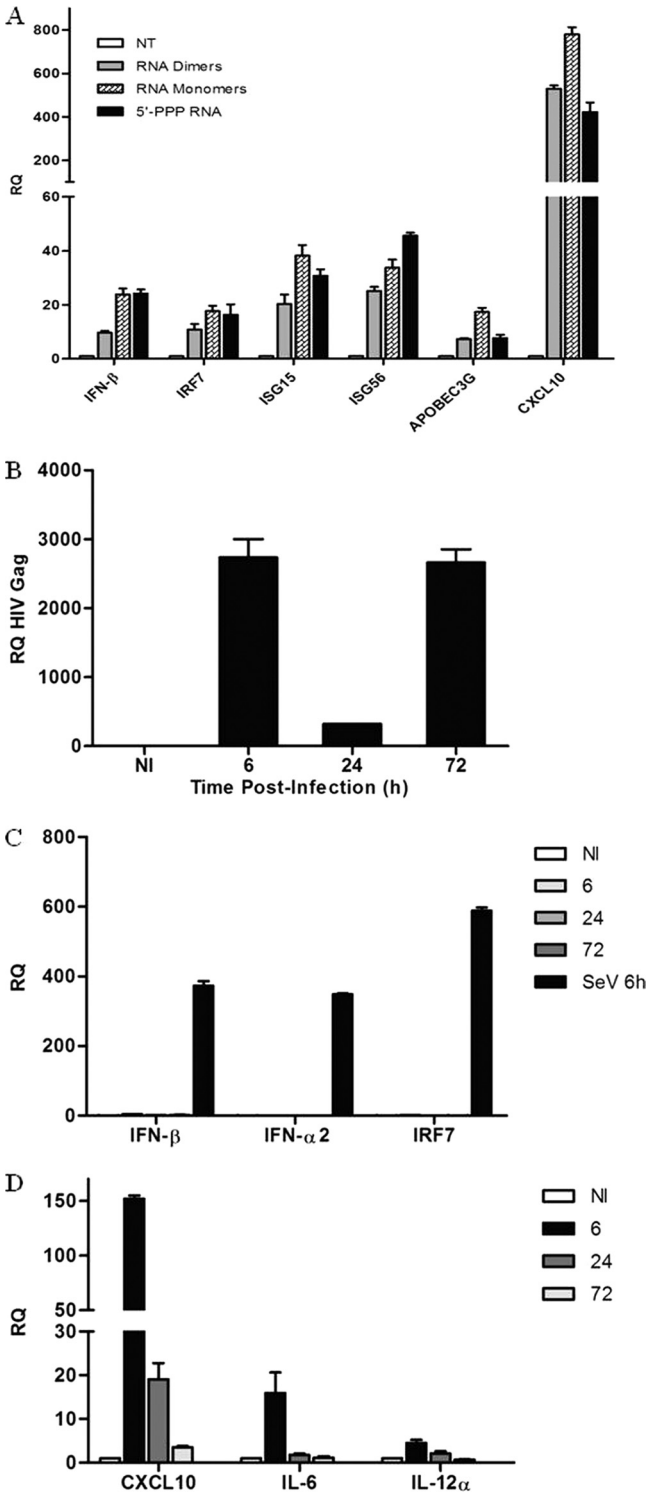 A
NT
RNA Dimers
RNA Monomers
5'-PPP RNA
RQ
800
600
400
200
60
40
20
0
IFN-β
IRF7
ISG15
ISG56
APOBEC3G
CXCL10
B
RQ HIV Gag
4000
3000
2000
1000
0
NI 6 24 72
Time Post-Infection (h)
C
RQ
800
600
400
200
0
IFN-β IFN-α2 IRF7
NI
6
24
72
SeV 6h
D
RQ
150
100
50
30
20
10
0
CXCL10 IL-6 IL-12α
NI
6
24
72